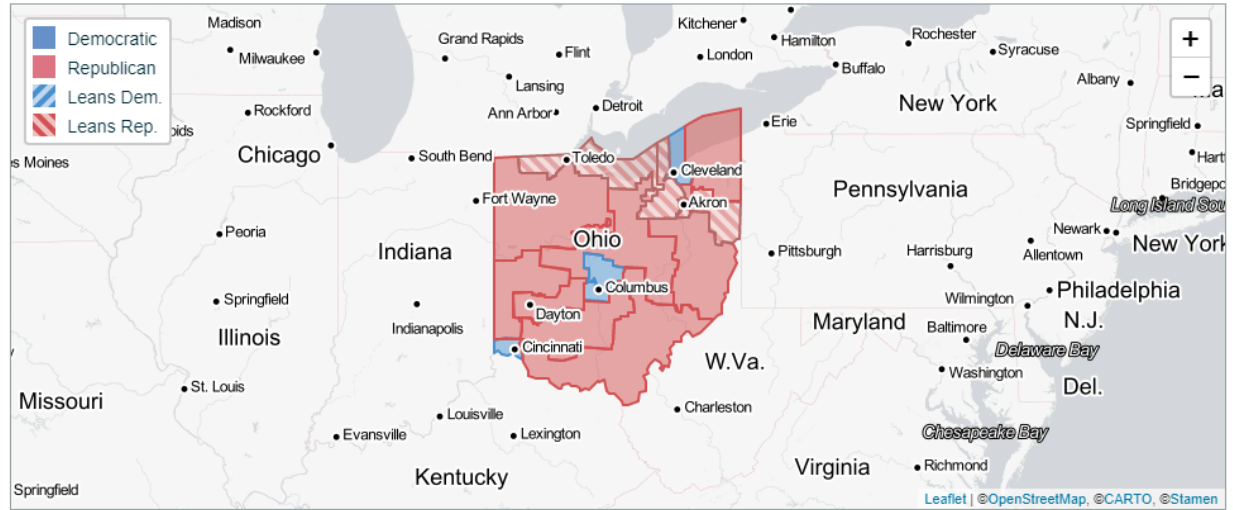 Madison
Kitchener
Rochester
Democratic
Grand Rapids
Hamilton
Syracuse
Milwaukee
Flint
London
Republican
Buffalo
Lansing
Albany
Leans Dem.
New York
Rockford
Ann Arbor
Detroit
Erie
Springfield
Leans Rep.
pids
Chicago
South Bend
Toledo
es Moines
Cleveland
Pennsylvania
Hart
Bridgepo
Fort Wayne
Akron
Long Island Sou
Peoria
Ohio
Newark
New York
Indiana
Pittsburgh
Harrisburg
Allentown
Columbus
Philadelphia
Springfield
Wilmington
Dayton
Maryland
N.J.
Illinois
Indianapolis
Baltimore
Cincinnati
Delaware Bay
W.Va.
Washington
St. Louis
Del.
Missouri
Charleston
Louisville
Evansville
Lexington
Chesapeake Bay
Kentucky
Virginia
Richmond
Springfield
Leaflet | ©OpenStreetMap, ©CARTO, ©Stamen
+
−